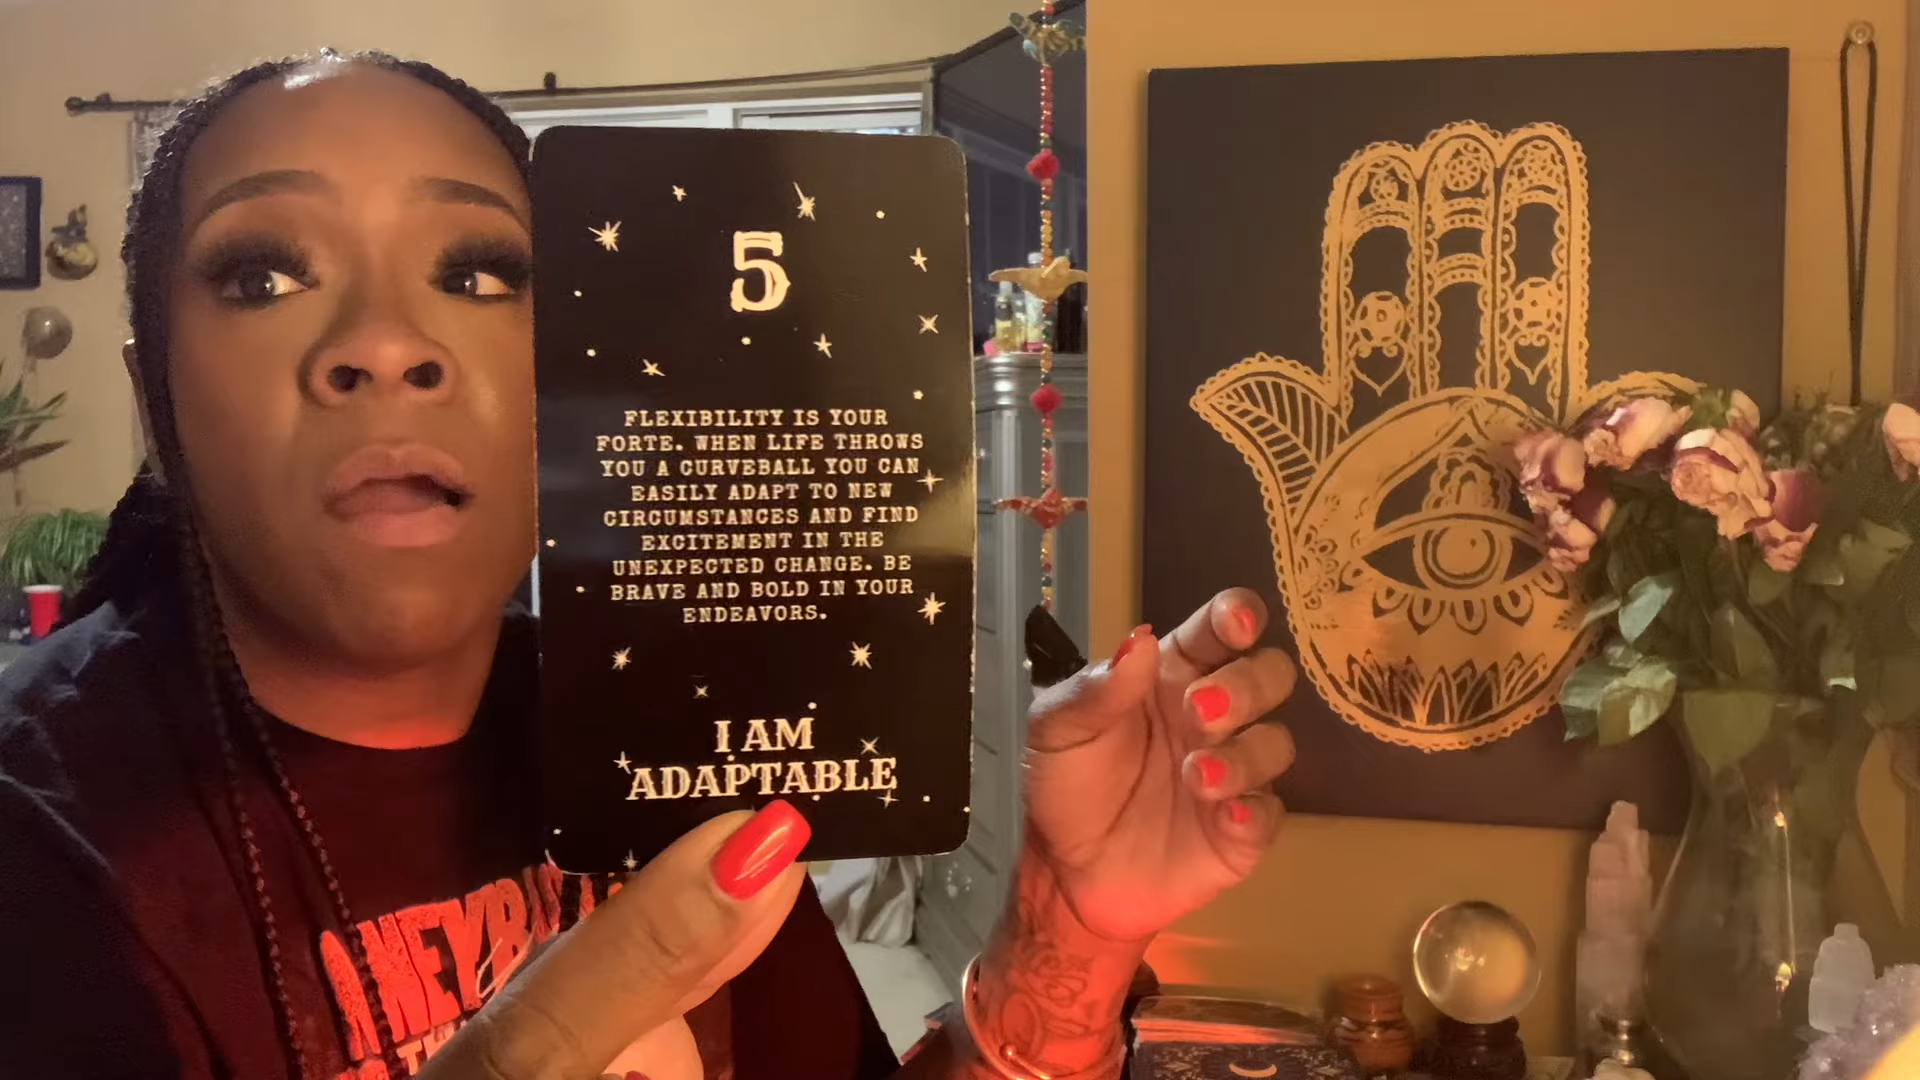 5
FLEXIBILITY IS YOUR
FORTE. WHEN LIFE THROWS
YOU A CURVEBALL YOU CAN
EASILY ADAPT TO NEW
CIRCUMSTANCES AND FIND
EXCITEMENT IN THE
UNEXPECTED CHANGE. BE
BRAVE AND BOLD IN YOUR
ENDEAVORS.
I AM
ADAPTABLE